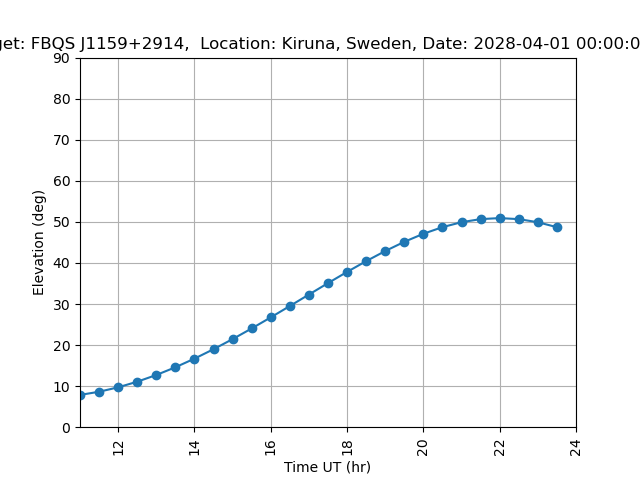 get: FBQS J1159+2914,  Location: Kiruna, Sweden, Date: 2028-04-01 00:00:0
90
80
70
60
50
40
30
20
10
0
Elevation (deg)
12 14 16 18 20 22 24
Time UT (hr)